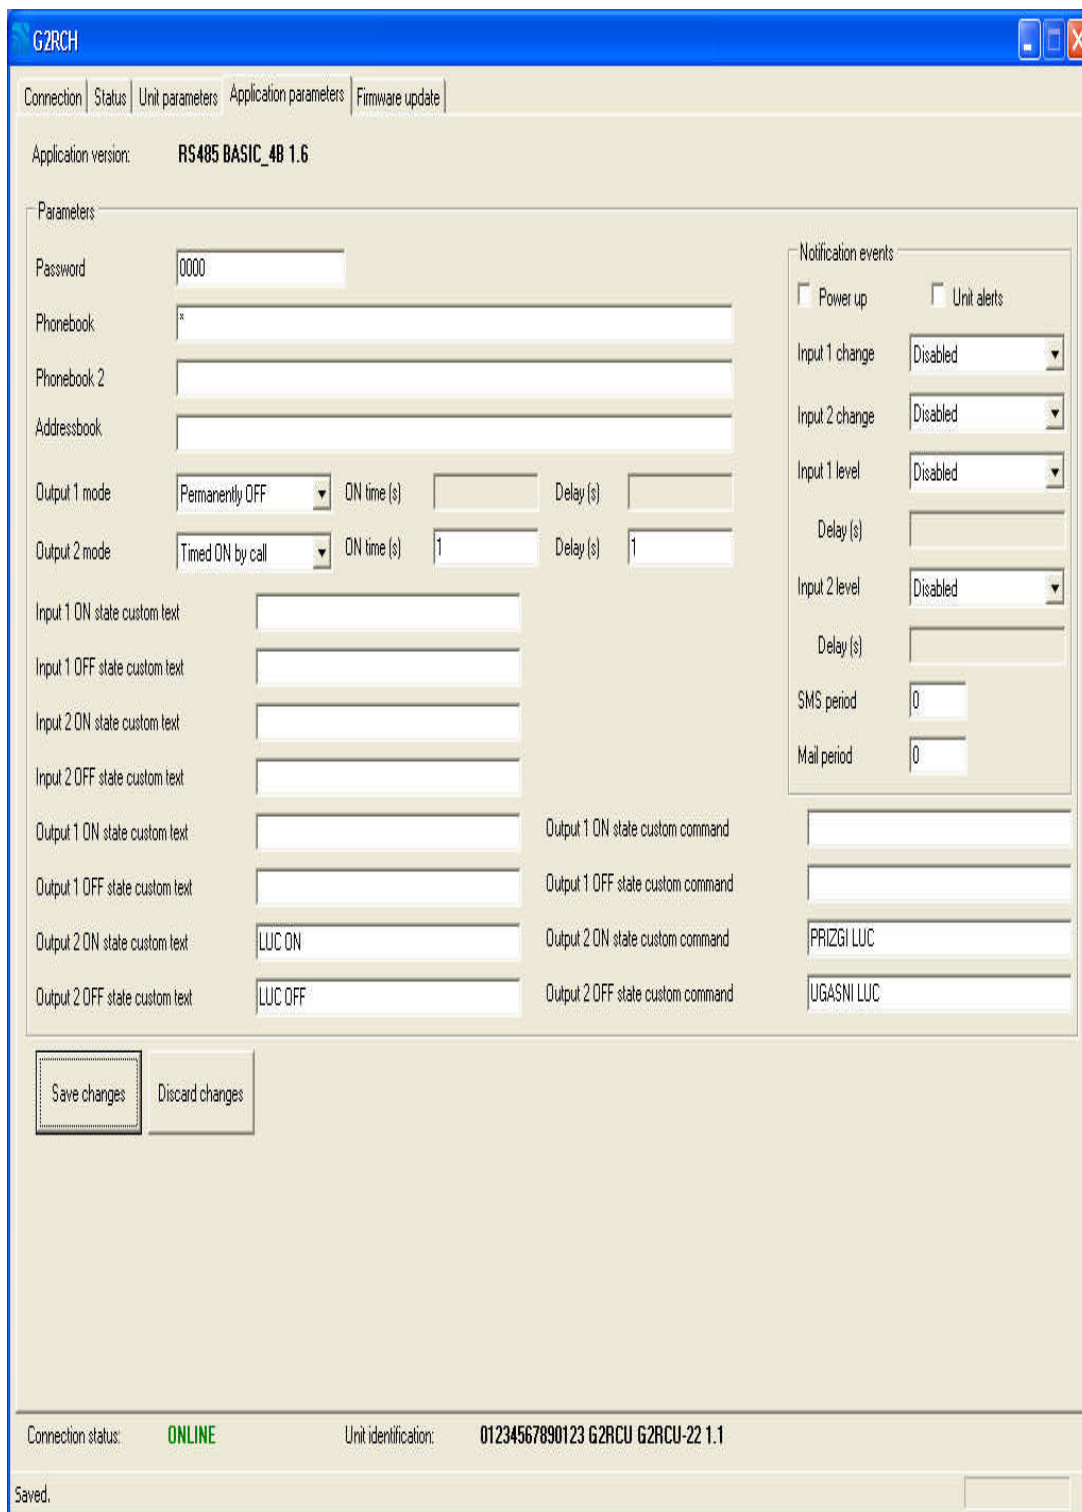 G2RCH
Connection Status Unit parameters Application parameters Firmware update
Application version: RS485 BASIC_4B 1.6
Parameters
Password 0000
Phonebook *
Phonebook 2
Addressbook
Output 1 mode Permanently OFF ON time (s) Delay (s)
Output 2 mode Timed ON by call ON time (s) 1 Delay (s) 1
Input 1 ON state custom text
Input 1 OFF state custom text
Input 2 ON state custom text
Input 2 OFF state custom text
Notification events
Power up Unit alerts
Input 1 change Disabled
Input 2 change Disabled
Input 1 level Disabled
Delay (s)
Input 2 level Disabled
Delay (s)
SMS period 0
Mail period 0
Output 1 ON state custom text Output 1 ON state custom command
Output 1 OFF state custom text Output 1 OFF state custom command
Output 2 ON state custom text LUC ON Output 2 ON state custom command PRIZGI LUC
Output 2 OFF state custom text LUC OFF Output 2 OFF state custom command UGASNI LUC
Save changes Discard changes
Connection status: ONLINE Unit identification: 01234567890123 G2RCU G2RCU-22 1.1
Saved.